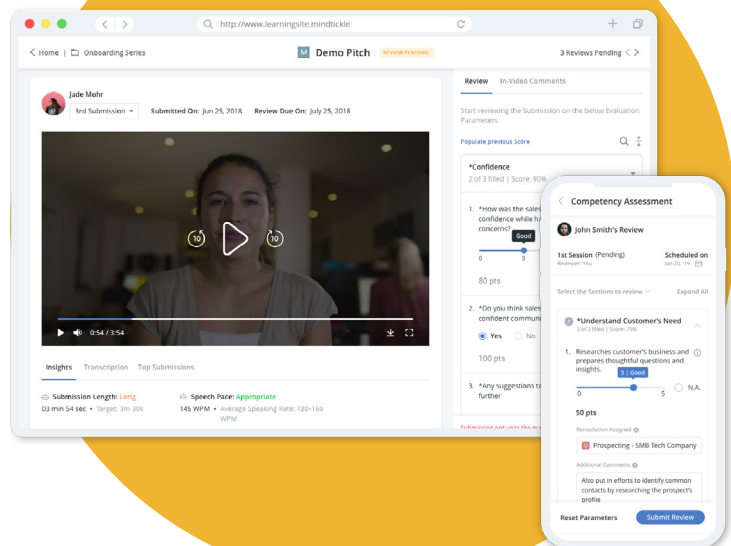 http://www.learningsite.mindtickle
Home | Onboarding Series
M Demo Pitch REVIEW PENDING
3 Reviews Pending
Jade Mohr
3rd Submission
Submitted On: Jun 25, 2018 Review Due On: July 25, 2018
10 10
0:54 / 3:54
Insights Transcription Top Submissions
Submission Length: Long
03 min 54 sec • Target: 3m 30s
Speech Pace: Appropriate
145 WPM • Average Speaking Rate: 120-160
WPM
Review In-Video Comments
Start reviewing the Submission on the below Evaluation
Parameters
Populate previous Score
*Confidence
2 of 3 filled | Score: 90%
1. *How was the sales
confidence while
concerns?
Good
0 3
80 pts
2. *Do you think sales
confident
Yes No
100 pts
3. *Any suggestions
further
Competency Assessment
John Smith's Review
1st Session (Pending)
Reviewer: You
Scheduled on
Jan 20, '19
Select the Sections to review Expand All
*Understand Customer's Need
2 of 3 filled | Score: 75%
1. Researches customer's business and
prepares thoughtful questions and
insights.
3 | Good
0 5 N.A.
50 pts
Remediation Assigned
Prospecting - SMB Tech Company
Additional Comments
Also put in efforts to identify common
contacts by researching the prospect's
profile
Reset Parameters Submit Review